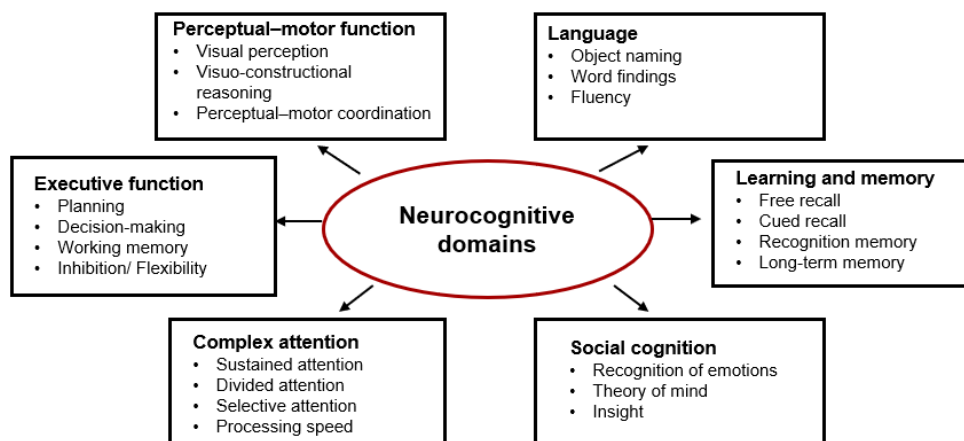 Perceptual–motor function
• Visual perception
• Visuo-constructional
reasoning
• Perceptual–motor coordination
Language
• Object naming
• Word findings
• Fluency
Executive function
• Planning
• Decision-making
• Working memory
• Inhibition/ Flexibility
Neurocognitive
domains
Learning and memory
• Free recall
• Cued recall
• Recognition memory
• Long-term memory
Complex attention
• Sustained attention
• Divided attention
• Selective attention
• Processing speed
Social cognition
• Recognition of emotions
• Theory of mind
• Insight